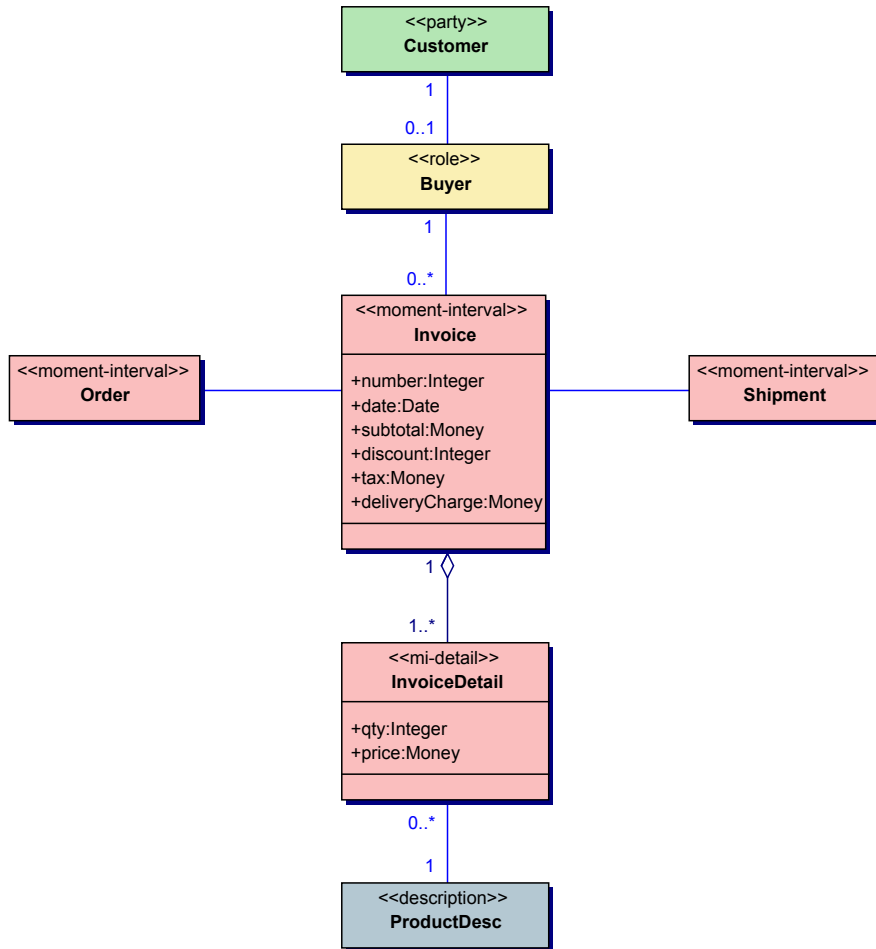 <<party>>
Customer
1
0..1
<<role>>
Buyer
1
0..*
<<moment-interval>>
Invoice
+number:Integer
+date:Date
+subtotal:Money
+discount:Integer
+tax:Money
+deliveryCharge:Money
<<moment-interval>>
Order
<<moment-interval>>
Shipment
1
1..*
<<mi-detail>>
InvoiceDetail
+qty:Integer
+price:Money
0..*
1
<<description>>
ProductDesc